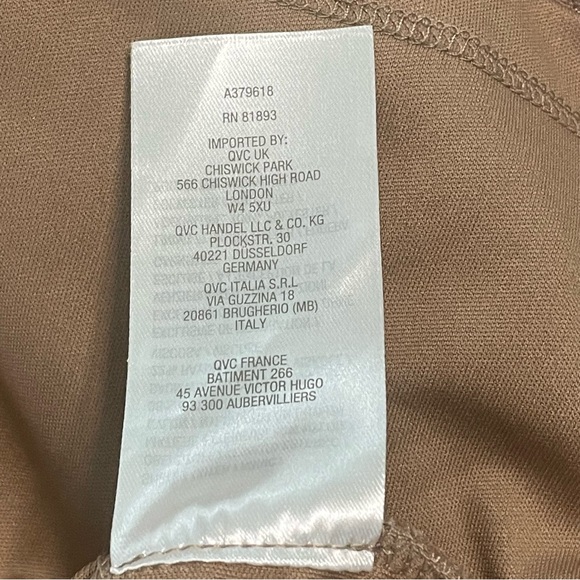 A379618
RN 81893
IMPORTED BY:
QVC UK
CHISWICK PARK
566 CHISWICK HIGH ROAD
LONDON
W4 5XU
QVC HANDEL LLC & CO. KG
PLOCKSTR. 30
40221 DÜSSELDORF
GERMANY
QVC ITALIA S.R.L
VIA GUZZINA 18
20861 BRUGHERIO (MB)
ITALY
QVC FRANCE
BATIMENT 266
45 AVENUE VICTOR HUGO
93 300 AUBERVILLIERS